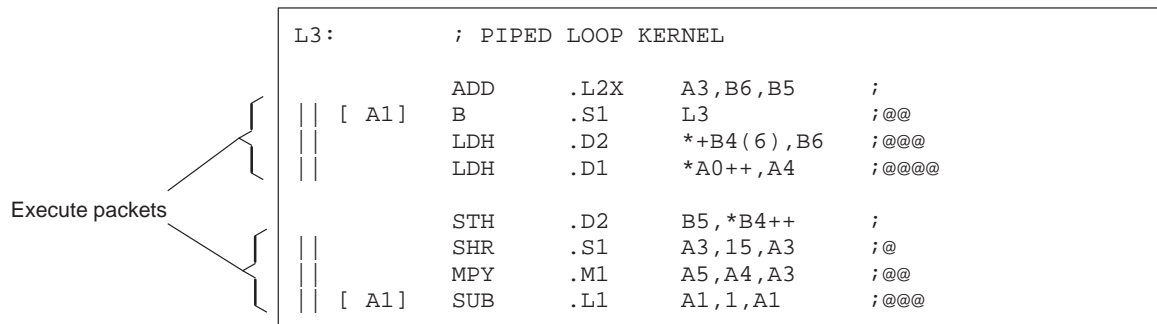 L3: ; PIPED LOOP KERNEL
ADD .L2X A3,B6,B5 ;
|| [ A1] B .S1 L3 ;@@
|| LDH .D2 *+B4(6),B6 ;@@@
|| LDH .D1 *A0++,A4 ;@@@@
Execute packets
STH .D2 B5,*B4++ ;
|| SHR .S1 A3,15,A3 ;@
|| MPY .M1 A5,A4,A3 ;@@
|| [ A1] SUB .L1 A1,1,A1 ;@@@